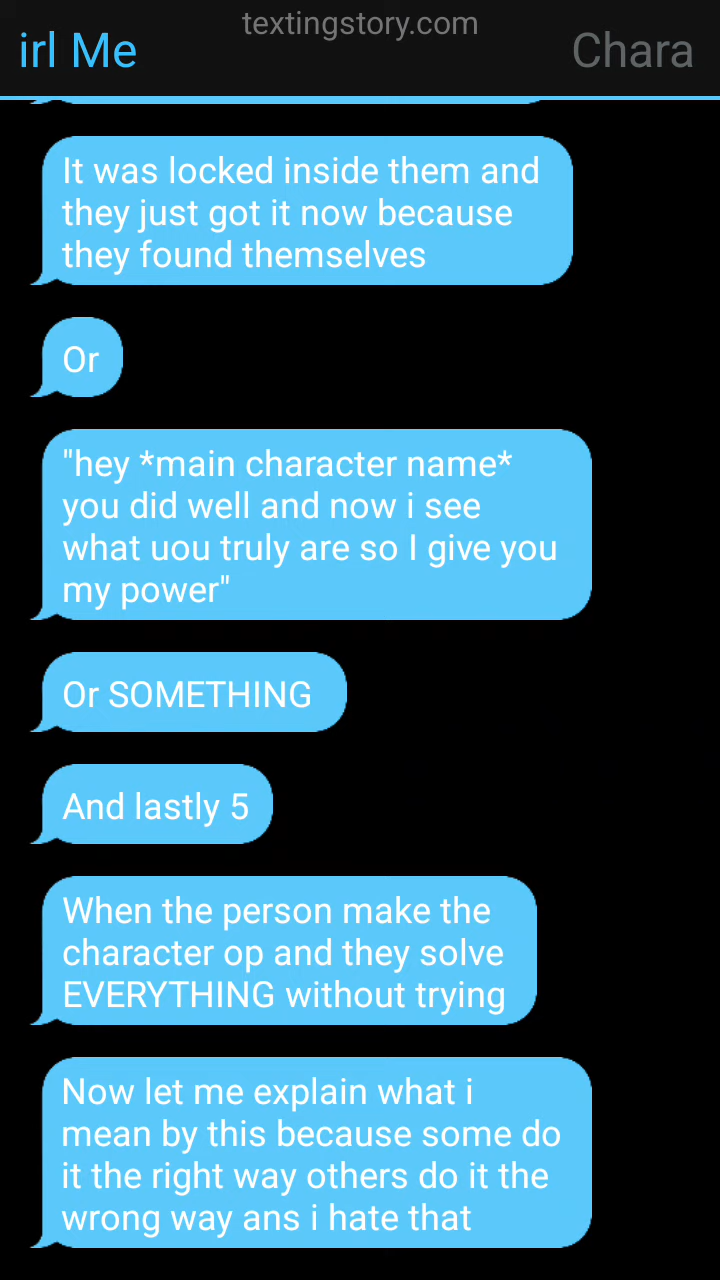 textingstory.com
irl Me
Chara
It was locked inside them and
they just got it now because
they found themselves
Or
"hey *main character name*
you did well and now i see
what uou truly are so I give you
my power"
Or SOMETHING
And lastly 5
When the person make the
character op and they solve
EVERYTHING without trying
Now let me explain what i
mean by this because some do
it the right way others do it the
wrong way ans i hate that